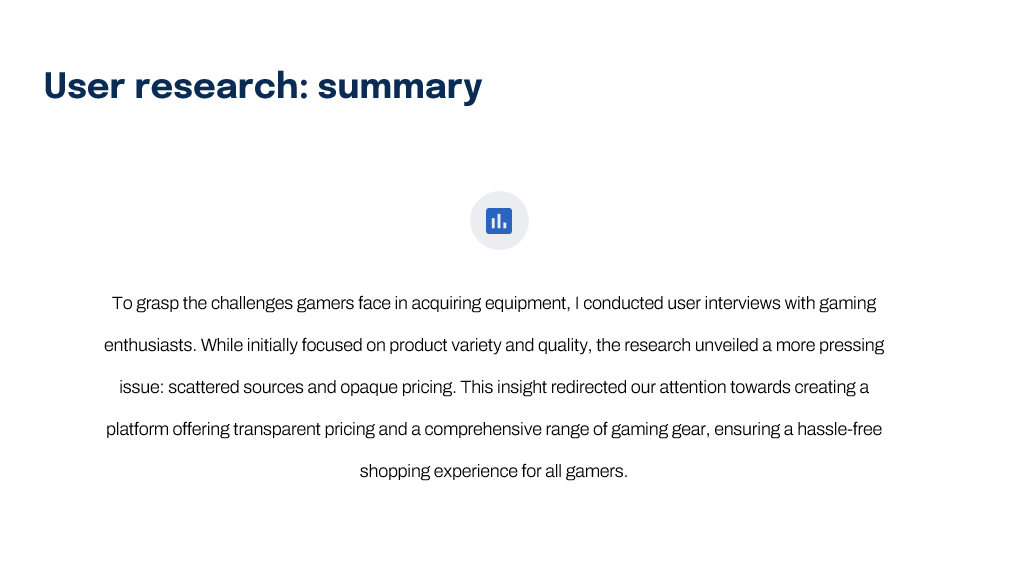 User research: summary
To grasp the challenges gamers face in acquiring equipment, I conducted user interviews with gaming
enthusiasts. While initially focused on product variety and quality, the research unveiled a more pressing
issue: scattered sources and opaque pricing. This insight redirected our attention towards creating a
platform offering transparent pricing and a comprehensive range of gaming gear, ensuring a hassle-free
shopping experience for all gamers.